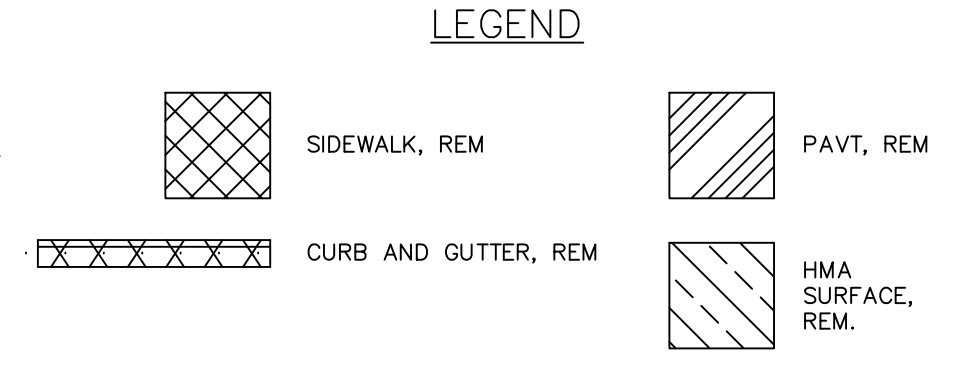 LEGEND
SIDEWALK, REM
CURB AND GUTTER, REM
PAVT, REM
HMA
SURFACE,
REM.